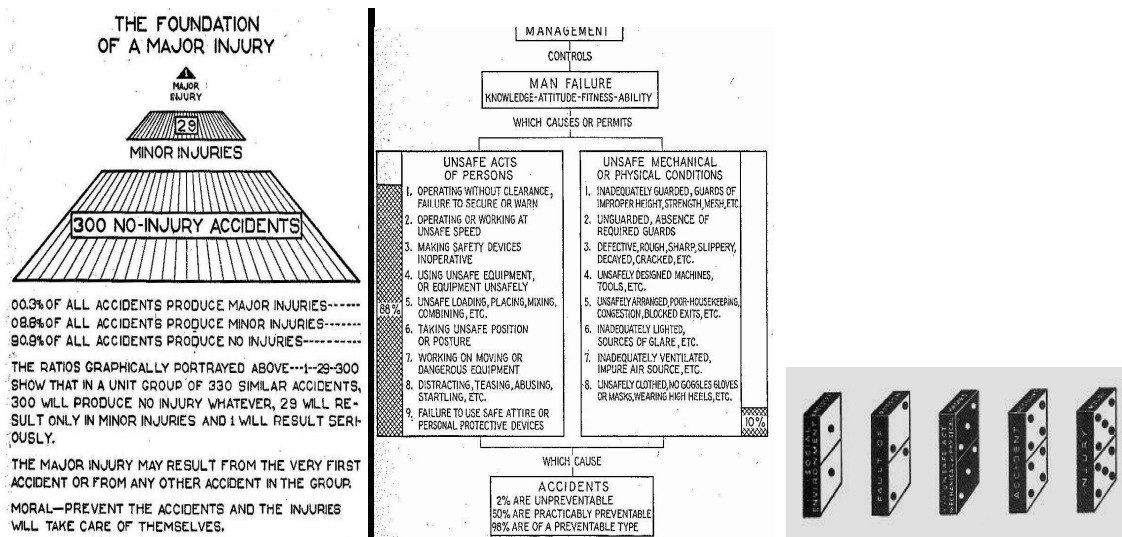 THE FOUNDATION
OF A MAJOR INJURY
1
MAJOR
INJURY
29
MINOR INJURIES
300 NO-INJURY ACCIDENTS
00.3% OF ALL ACCIDENTS PRODUCE MAJOR INJURIES------
08.8% OF ALL ACCIDENTS PRODUCE MINOR INJURIES-------
90.9% OF ALL ACCIDENTS PRODUCE NO INJURIES----------
THE RATIOS GRAPHICALLY PORTRAYED ABOVE---1-29-300
SHOW THAT IN A UNIT GROUP OF 330 SIMILAR ACCIDENTS,
300 WILL PRODUCE NO INJURY WHATEVER, 29 WILL RE-
SULT ONLY IN MINOR INJURIES AND 1 WILL RESULT SERI-
OUSLY.
THE MAJOR INJURY MAY RESULT FROM THE VERY FIRST
ACCIDENT OR FROM ANY OTHER ACCIDENT IN THE GROUP.
MORAL—PREVENT THE ACCIDENTS AND THE INJURIES
WILL TAKE CARE OF THEMSELVES.
MANAGEMENT
CONTROLS
MAN FAILURE
KNOWLEDGE-ATTITUDE-FITNESS-ABILITY
WHICH CAUSES OR PERMITS
UNSAFE ACTS
OF PERSONS
1. OPERATING WITHOUT CLEARANCE,
FAILURE TO SECURE OR WARN
2. OPERATING OR WORKING AT
UNSAFE SPEED
3. MAKING SAFETY DEVICES
INOPERATIVE
4. USING UNSAFE EQUIPMENT,
OR EQUIPMENT UNSAFELY
5. UNSAFE LOADING, PLACING, MIXING,
COMBINING, ETC.
6. TAKING UNSAFE POSITION
OR POSTURE
7. WORKING ON MOVING OR
DANGEROUS EQUIPMENT
8. DISTRACTING, TEASING, ABUSING,
STARTLING, ETC.
9. FAILURE TO USE SAFE ATTIRE OR
PERSONAL PROTECTIVE DEVICES
88%
UNSAFE MECHANICAL
OR PHYSICAL CONDITIONS
1. INADEQUATELY GUARDED, GUARDS OF
IMPROPER HEIGHT, STRENGTH, MESH, ETC.
2. UNGUARDED, ABSENCE OF
REQUIRED GUARDS
3. DEFECTIVE, ROUGH, SHARP, SLIPPERY,
DECAYED, CRACKED, ETC.
4. UNSAFELY DESIGNED MACHINES,
TOOLS, ETC.
5. UNSAFELY ARRANGED, POOR HOUSEKEEPING,
CONGESTION, BLOCKED EXITS, ETC.
6. INADEQUATELY LIGHTED,
SOURCES OF GLARE, ETC.
7. INADEQUATELY VENTILATED,
IMPURE AIR SOURCE, ETC.
8. UNSAFELY CLOTHED, NO GOGGLES GLOVES
OR MASKS, WEARING HIGH HEELS, ETC.
10%
WHICH CAUSE
ACCIDENTS
2% ARE UNPREVENTABLE
50% ARE PRACTICABLY PREVENTABLE
98% ARE OF A PREVENTABLE TYPE
SOCIAL
ENVIRONMENT
FAULT OF
UNSAFE ACT
ACCIDENT
INJURY